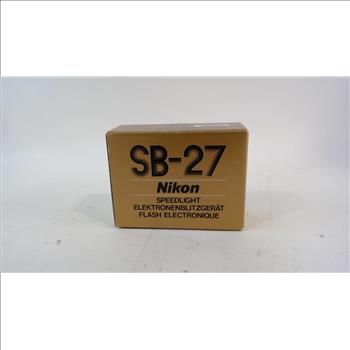 SB-27
Nikon
SPEEDLIGHT
ELEKTRONENBLITZGERÄT
FLASH ELECTRONIQUE